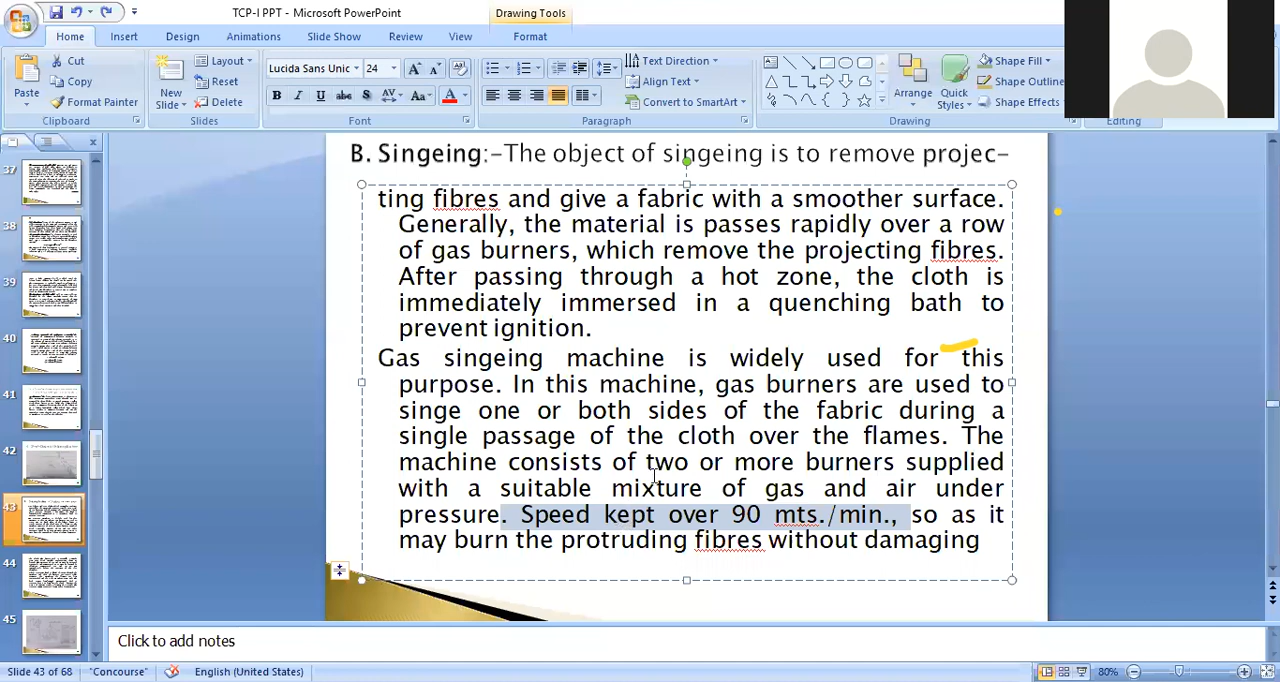 TCP-I PPT - Microsoft PowerPoint
Drawing Tools
Home Insert Design Animations Slide Show Review View Format
Paste
Cut
Copy
Format Painter
Clipboard
New Slide
Layout
Reset
Delete
Slides
Lucida Sans Unic 24
B I U abc S AV Aa A
Font
Paragraph
Text Direction
Align Text
Convert to SmartArt
Arrange
Quick Styles
Shape Fill
Shape Outline
Shape Effects
Drawing
Editing
37
38
39
40
41
42
43
44
45
B. Singeing:-The object of singeing is to remove projec-
ting fibres and give a fabric with a smoother surface.
Generally, the material is passes rapidly over a row
of gas burners, which remove the projecting fibres.
After passing through a hot zone, the cloth is
immediately immersed in a quenching bath to
prevent ignition.
Gas singeing machine is widely used for this
purpose. In this machine, gas burners are used to
singe one or both sides of the fabric during a
single passage of the cloth over the flames. The
machine consists of two or more burners supplied
with a suitable mixture of gas and air under
pressure. Speed kept over 90 mts./min., so as it
may burn the protruding fibres without damaging
Click to add notes
Slide 43 of 68 "Concourse" English (United States) 80%